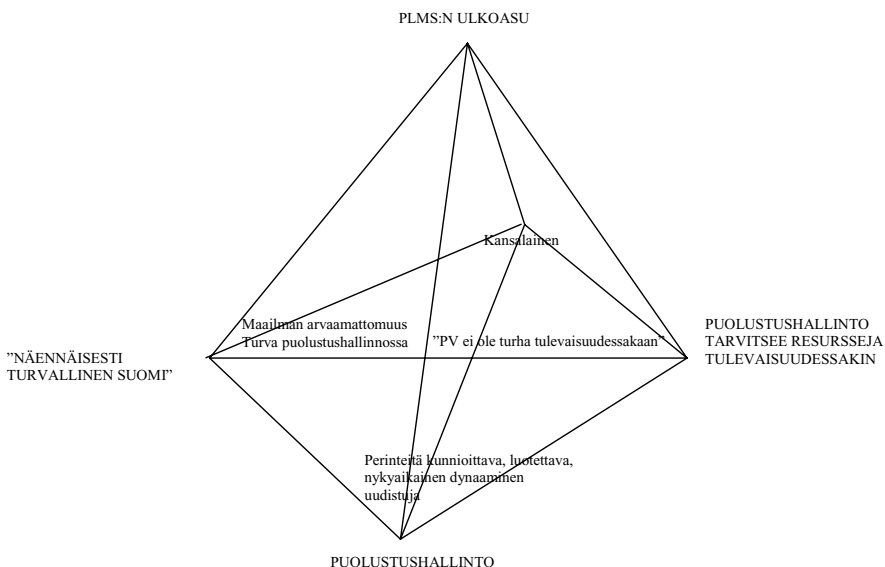 PLMS:N ULKOASU
Kansalainen
Maailman arvaamattomuus
Turva puolustushallinnossa
"PV ei ole turha tulevaisuudessakaan"
PUOLUSTUSHALLINTO
TARVITSEE RESURSSEJA
TULEVAISUUDESSAKIN
"NÄENNÄISESTI
TURVALLINEN SUOMI"
Perinteitä kunnioittava, luotettava,
nykyaikainen dynaaminen
uudistuja
PUOLUSTUSHALLINTO